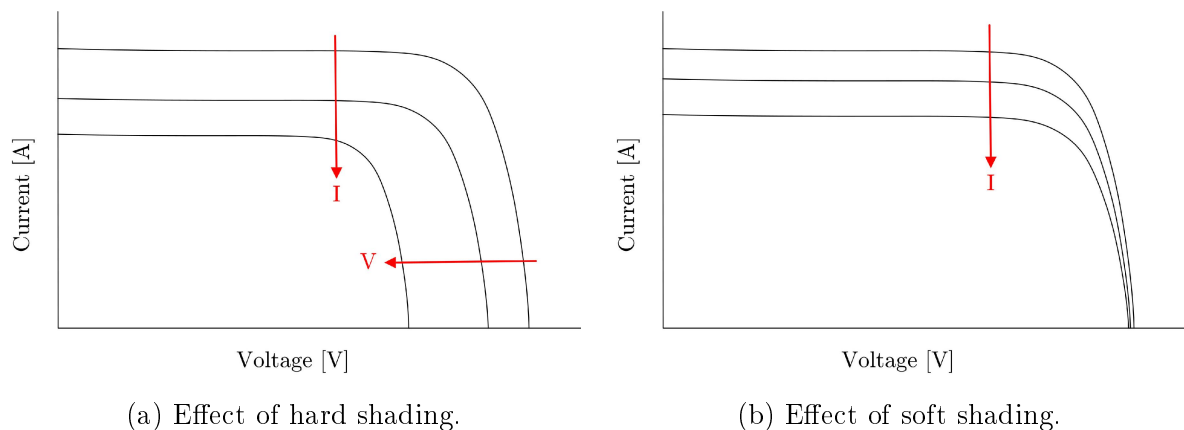 Current [A]
I
V
Voltage [V]
(a) Effect of hard shading.
Current [A]
I
Voltage [V]
(b) Effect of soft shading.